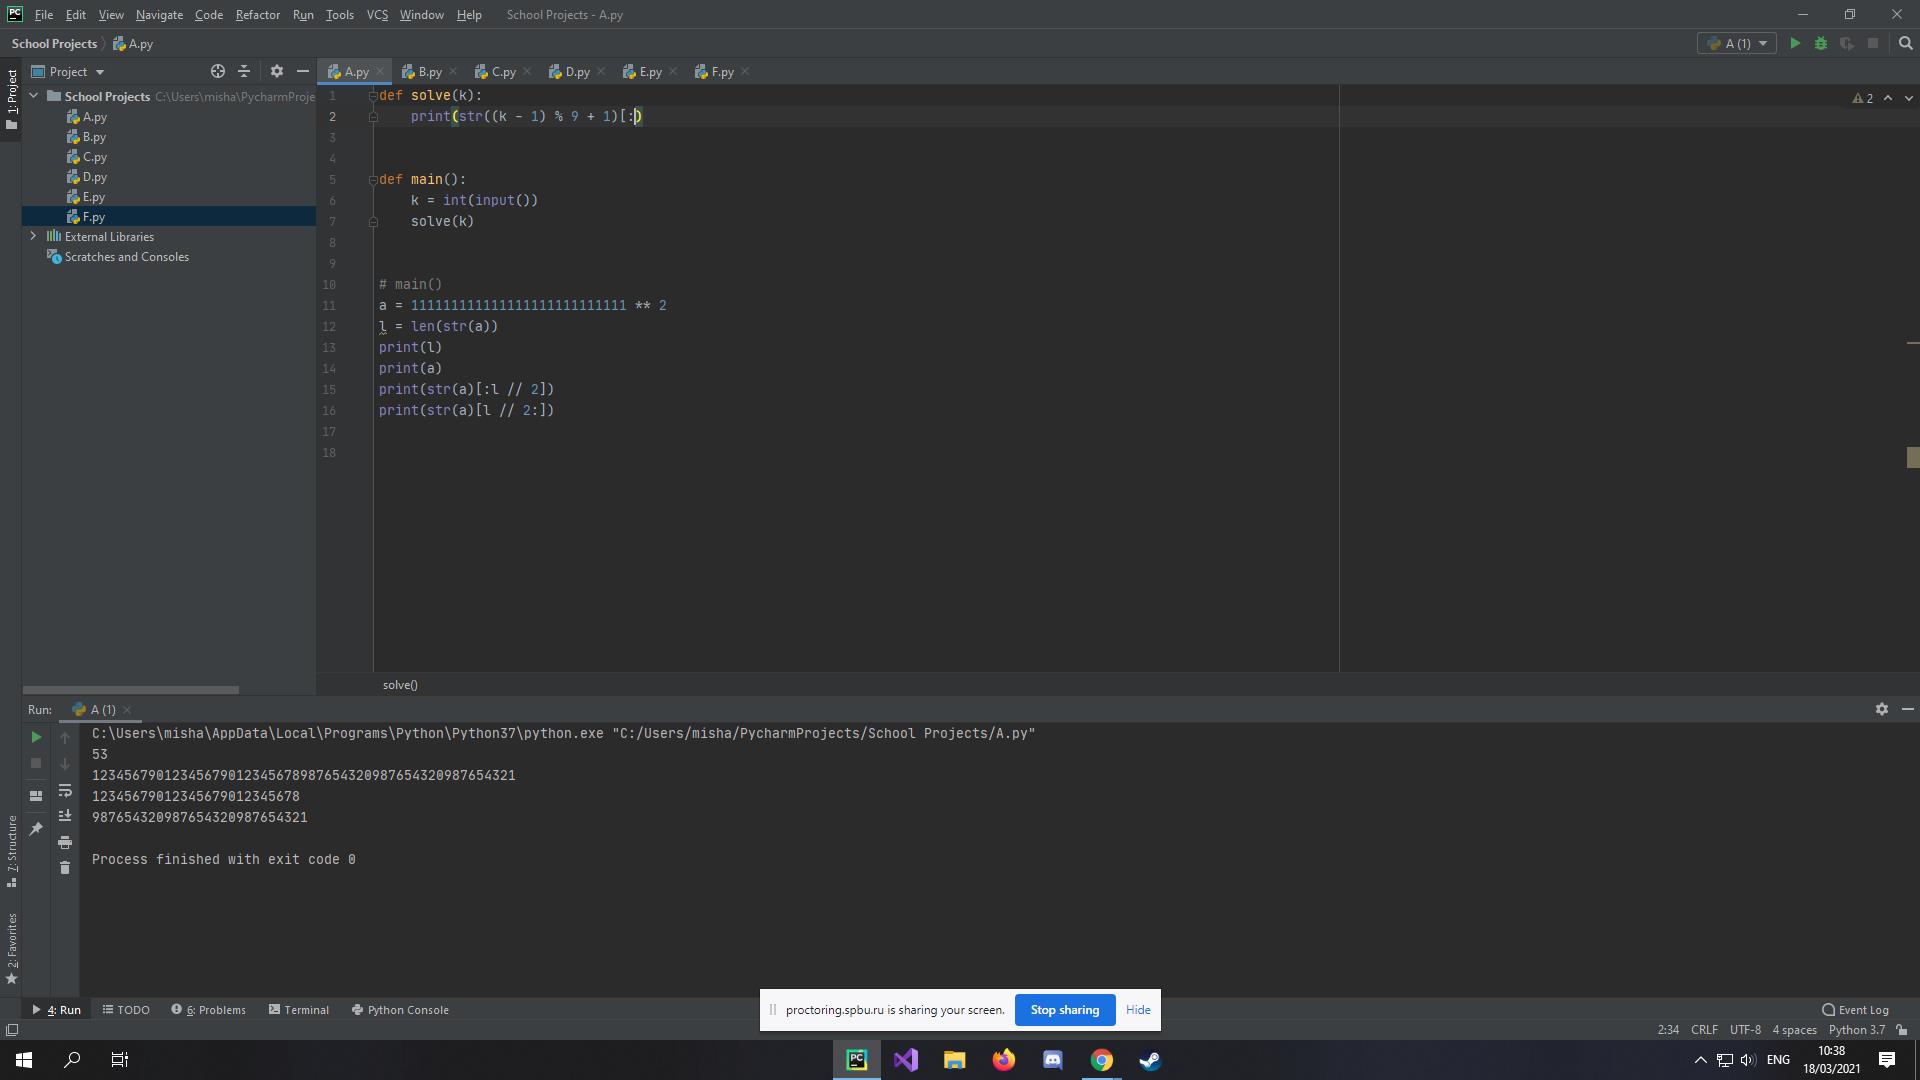 PC File Edit View Navigate Code Refactor Run Tools VCS Window Help School Projects - A.py
School Projects A.py A (1)
1: Project
Project
A.py B.py C.py D.py E.py F.py
School Projects C:\Users\misha\PycharmProje
A.py
B.py
C.py
D.py
E.py
F.py
External Libraries
Scratches and Consoles
2
1 def solve(k):
2 print(str((k - 1) % 9 + 1)[:)
3
4
5 def main():
6 k = int(input())
7 solve(k)
8
9
10 # main()
11 a = 111111111111111111111111111 ** 2
12 l = len(str(a))
13 print(l)
14 print(a)
15 print(str(a)[:l // 2])
16 print(str(a)[l // 2:])
17
18
solve()
Run: A (1)
C:\Users\misha\AppData\Local\Programs\Python\Python37\python.exe "C:/Users/misha/PycharmProjects/School Projects/A.py"
53
12345679012345679012345678987654320987654320987654321
12345679012345679012345678
987654320987654320987654321
Process finished with exit code 0
7: Structure
2: Favorites
4: Run TODO 6: Problems Terminal Python Console
proctoring.spbu.ru is sharing your screen. Stop sharing Hide
Event Log
2:34 CRLF UTF-8 4 spaces Python 3.7
PC
ENG
10:38
18/03/2021